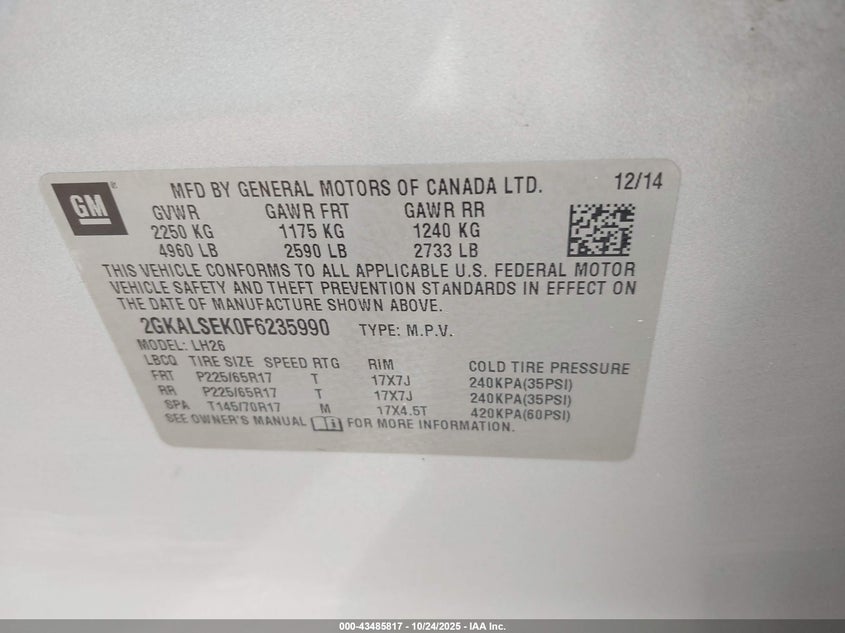 GM
MFD BY GENERAL MOTORS OF CANADA LTD. 12/14
GVWR GAWR FRT GAWR RR
2250 KG 1175 KG 1240 KG
4960 LB 2590 LB 2733 LB
THIS VEHICLE CONFORMS TO ALL APPLICABLE U.S. FEDERAL MOTOR
VEHICLE SAFETY AND THEFT PREVENTION STANDARDS IN EFFECT ON
THE DATE OF MANUFACTURE SHOWN ABOVE.
2GKALSEK0F6235990 TYPE: M.P.V.
MODEL: LH26
LBCQ TIRE SIZE SPEED RTG RIM COLD TIRE PRESSURE
FRT P225/65R17 T 17X7J 240KPA(35PSI)
RR P225/65R17 T 17X7J 240KPA(35PSI)
SPA T145/70R17 M 17X4.5T 420KPA(60PSI)
SEE OWNER'S MANUAL FOR MORE INFORMATION.
000-43485817 - 10/24/2025 - IAA Inc.